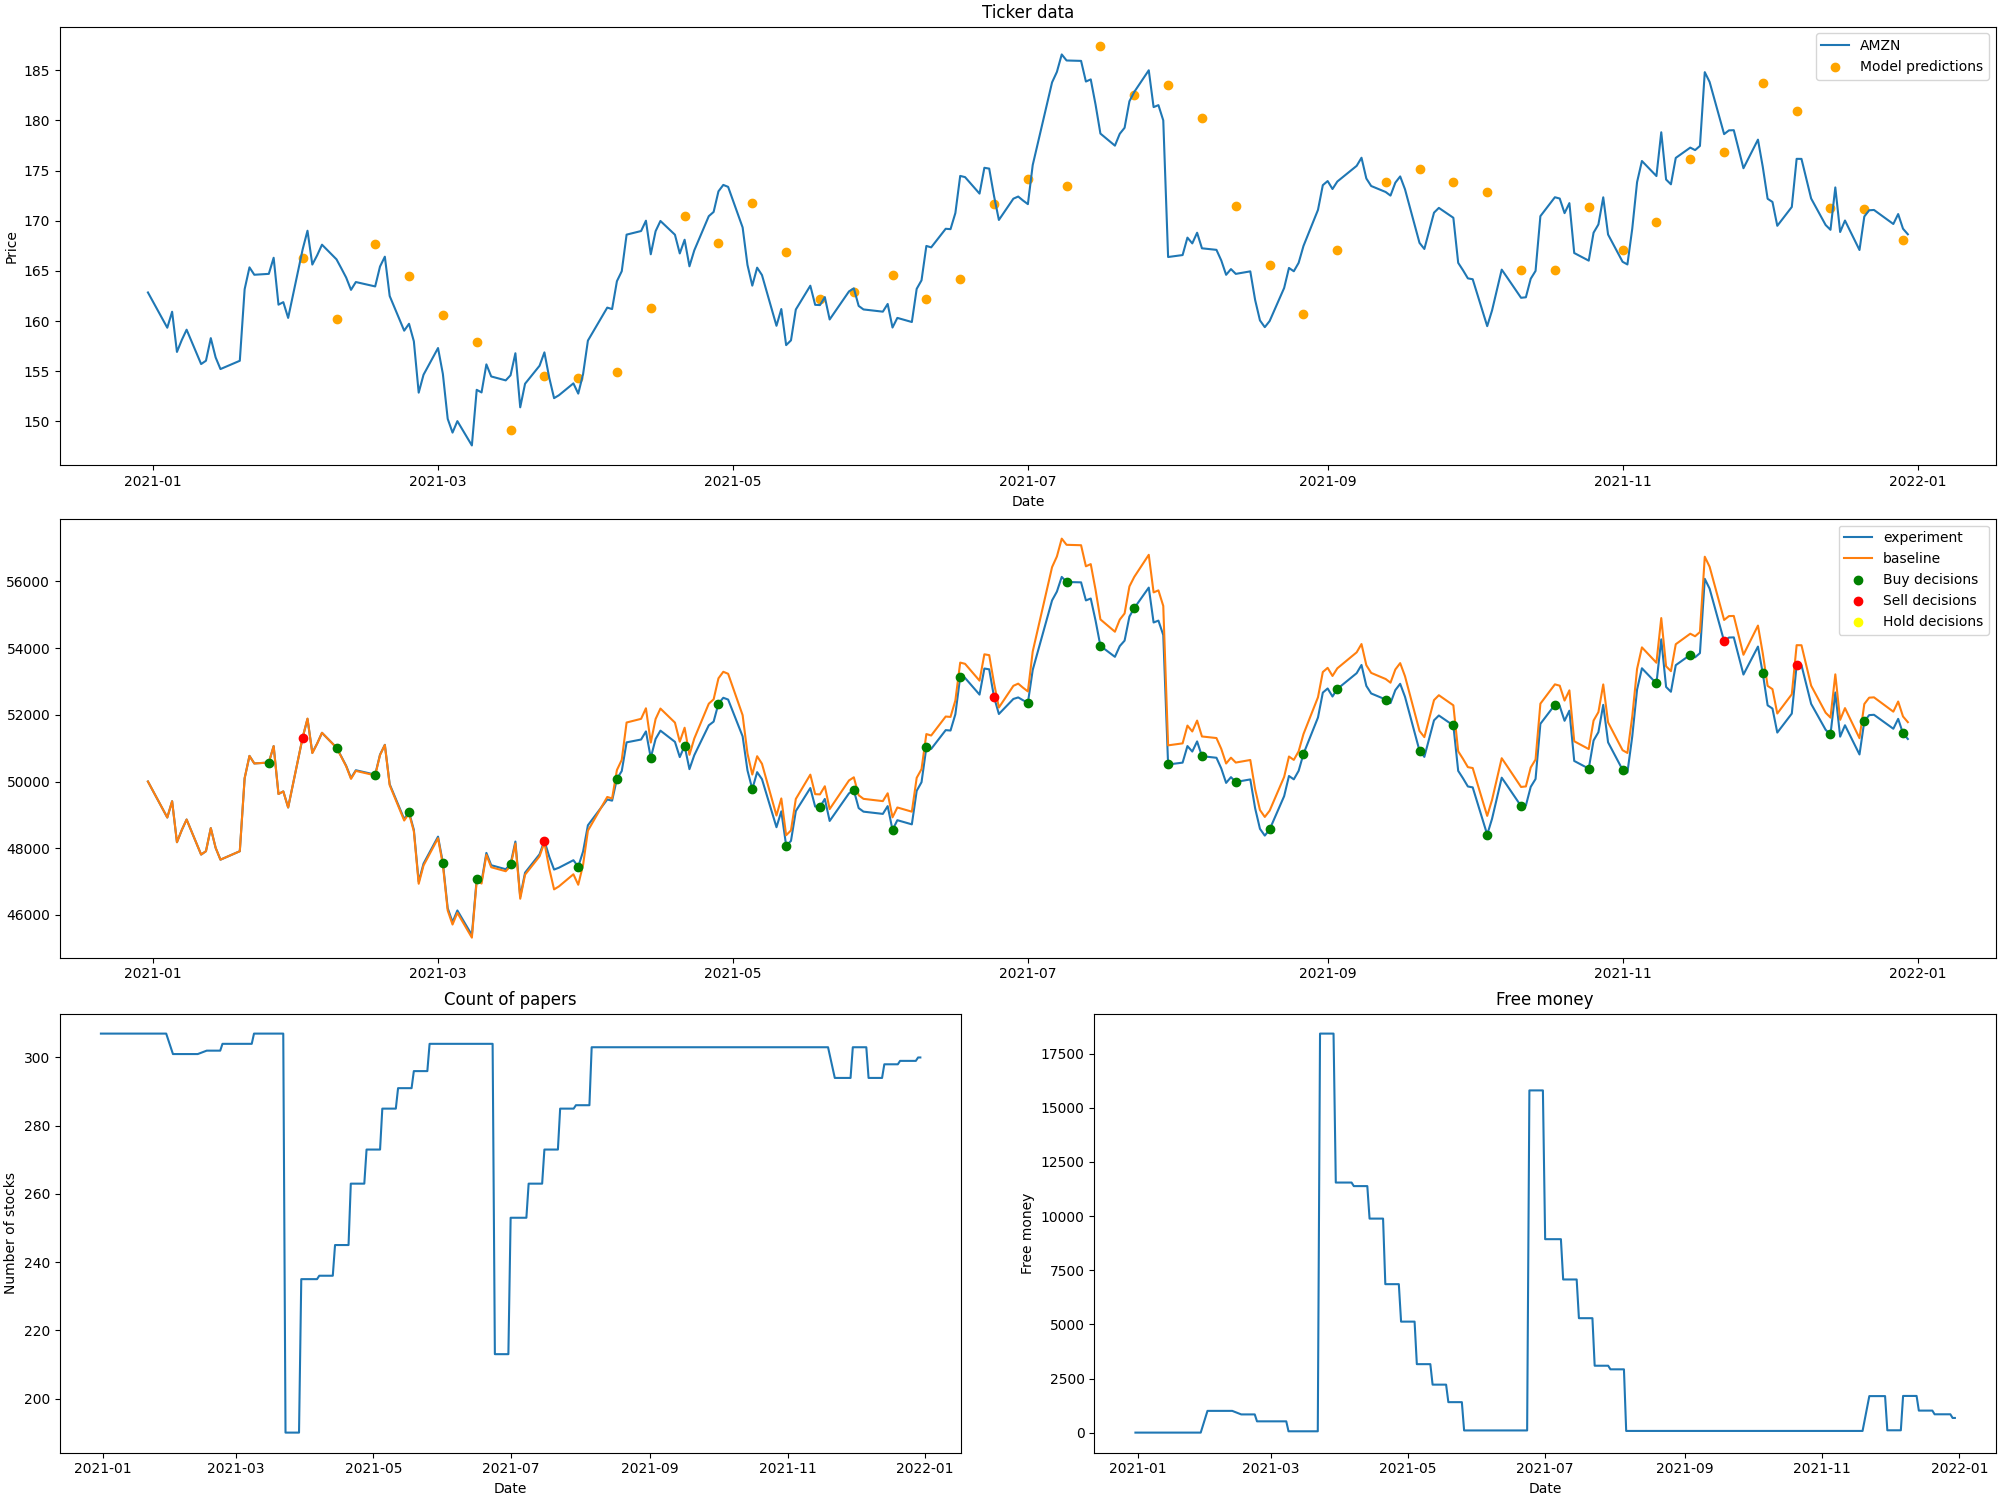 Ticker data
AMZN
Model predictions
185
180
175
170
165
160
155
150
Price
2021-01 2021-03 2021-05 2021-07 2021-09 2021-11 2022-01
Date
experiment
baseline
Buy decisions
Sell decisions
Hold decisions
56000
54000
52000
50000
48000
46000
2021-01 2021-03 2021-05 2021-07 2021-09 2021-11 2022-01
Count of papers
300
280
260
240
220
200
Number of stocks
2021-01 2021-03 2021-05 2021-07 2021-09 2021-11 2022-01
Date
Free money
17500
15000
12500
10000
7500
5000
2500
0
Free money
2021-01 2021-03 2021-05 2021-07 2021-09 2021-11 2022-01
Date